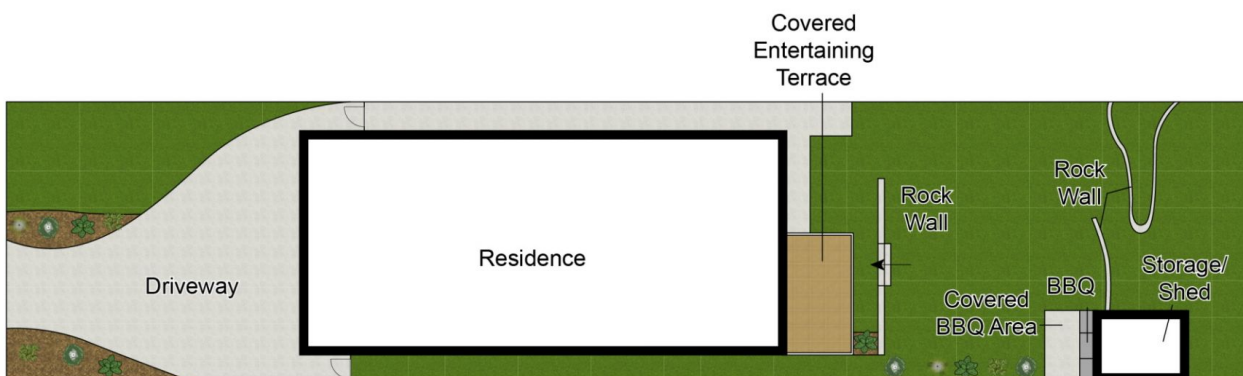 Covered
Entertaining
Terrace
Rock
Wall
Rock
Wall
Residence
Driveway
Storage/
Shed
BBQ
Covered
BBQ Area